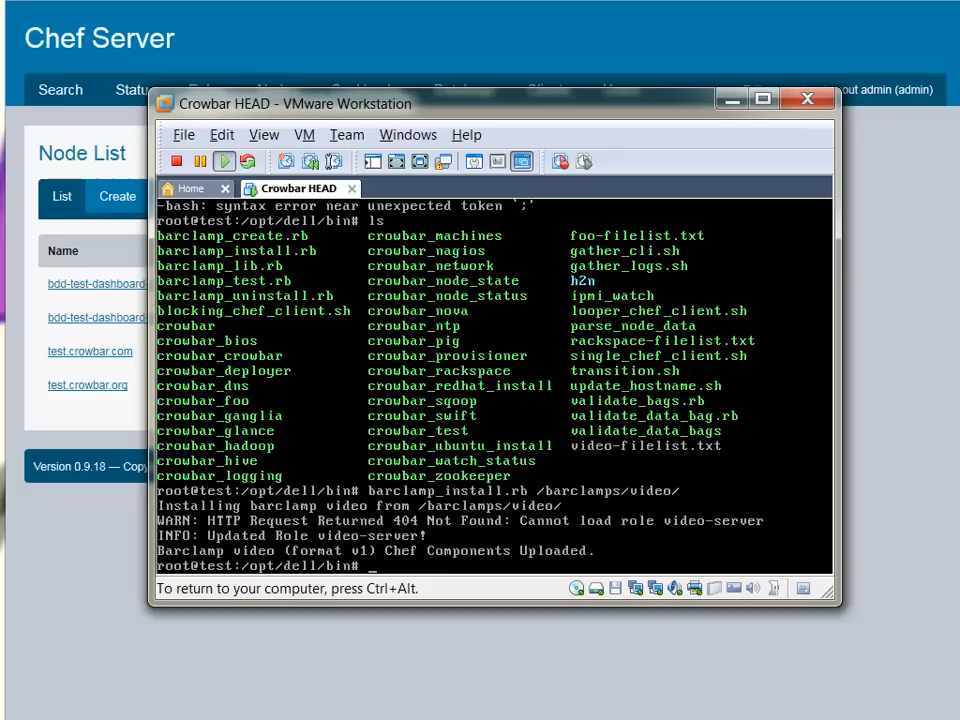 Chef Server
Search Statu
out admin (admin)
Crowbar HEAD - VMware Workstation
File Edit View VM Team Windows Help
Home Crowbar HEAD
Node List
List Create
Name
bdd-test-dashboard
bdd-test-dashboard
test.crowbar.com
test.crowbar.org
Version 0.9.18 — Copy
-bash: syntax error near unexpected token `;'
root@test:/opt/dell/bin# ls
barclamp_create.rb crowbar_machines foo-filelist.txt
barclamp_install.rb crowbar_nagios gather_cli.sh
barclamp_lib.rb crowbar_network gather_logs.sh
barclamp_test.rb crowbar_node_state h2n
barclamp_uninstall.rb crowbar_node_status ipmi_watch
blocking_chef_client.sh crowbar_nova looper_chef_client.sh
crowbar crowbar_ntp parse_node_data
crowbar_bios crowbar_pig rackspace-filelist.txt
crowbar_crowbar crowbar_provisioner single_chef_client.sh
crowbar_deployer crowbar_rackspace transition.sh
crowbar_dns crowbar_redhat_install update_hostname.sh
crowbar_foo crowbar_sqoop validate_bags.rb
crowbar_ganglia crowbar_swift validate_data_bag.rb
crowbar_glance crowbar_test validate_data_bags
crowbar_hadoop crowbar_ubuntu_install video-filelist.txt
crowbar_hive crowbar_watch_status
crowbar_logging crowbar_zookeeper
root@test:/opt/dell/bin# barclamp_install.rb /barclamps/video/
Installing barclamp video from /barclamps/video/
WARN: HTTP Request Returned 404 Not Found: Cannot load role video-server
INFO: Updated Role video-server!
Barclamp video (format v1) Chef Components Uploaded.
root@test:/opt/dell/bin# _
To return to your computer, press Ctrl+Alt.